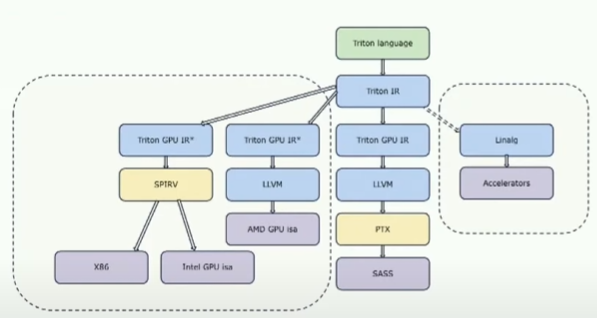 Triton language
Triton IR
Triton GPU IR*
Triton GPU IR*
Triton GPU IR
Linalg
SPIRV
LLVM
LLVM
Accelerators
AMD GPU isa
PTX
X86
Intel GPU isa
SASS